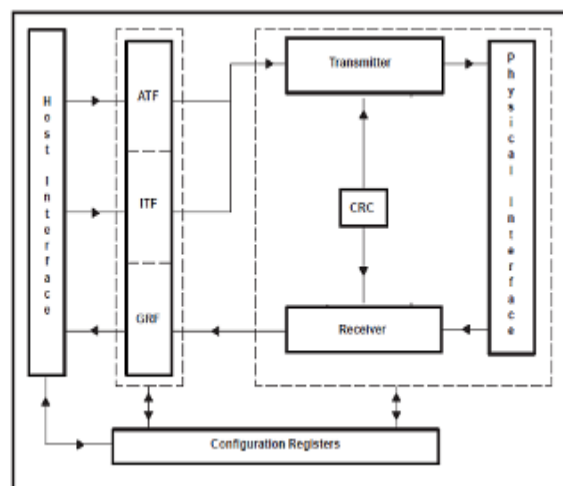 Host Interface
ATF
ITF
GRF
Transmitter
CRC
Receiver
Physical Interface
Configuration Registers